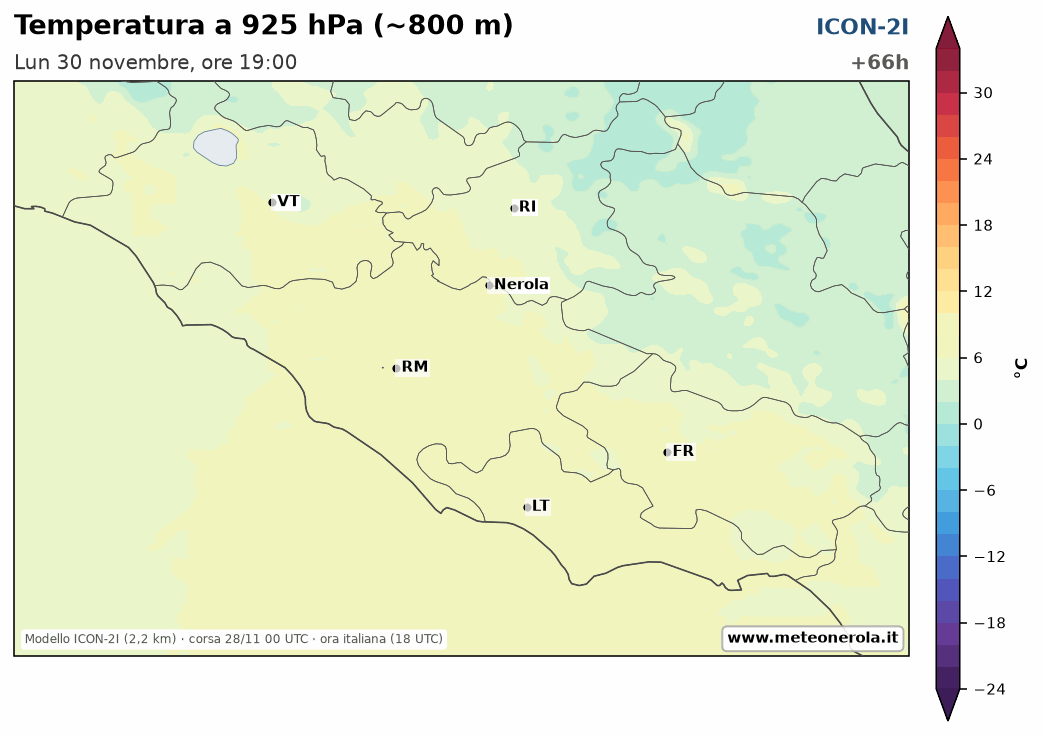 Temperatura a 925 hPa (~800 m)
ICON-2I
Lun 30 novembre, ore 19:00
+66h
VT
RI
Nerola
RM
FR
LT
Modello ICON-2I (2,2 km) · corsa 28/11 00 UTC · ora italiana (18 UTC)
www.meteonerola.it
30
24
18
12
6
0
−6
−12
−18
−24
°C